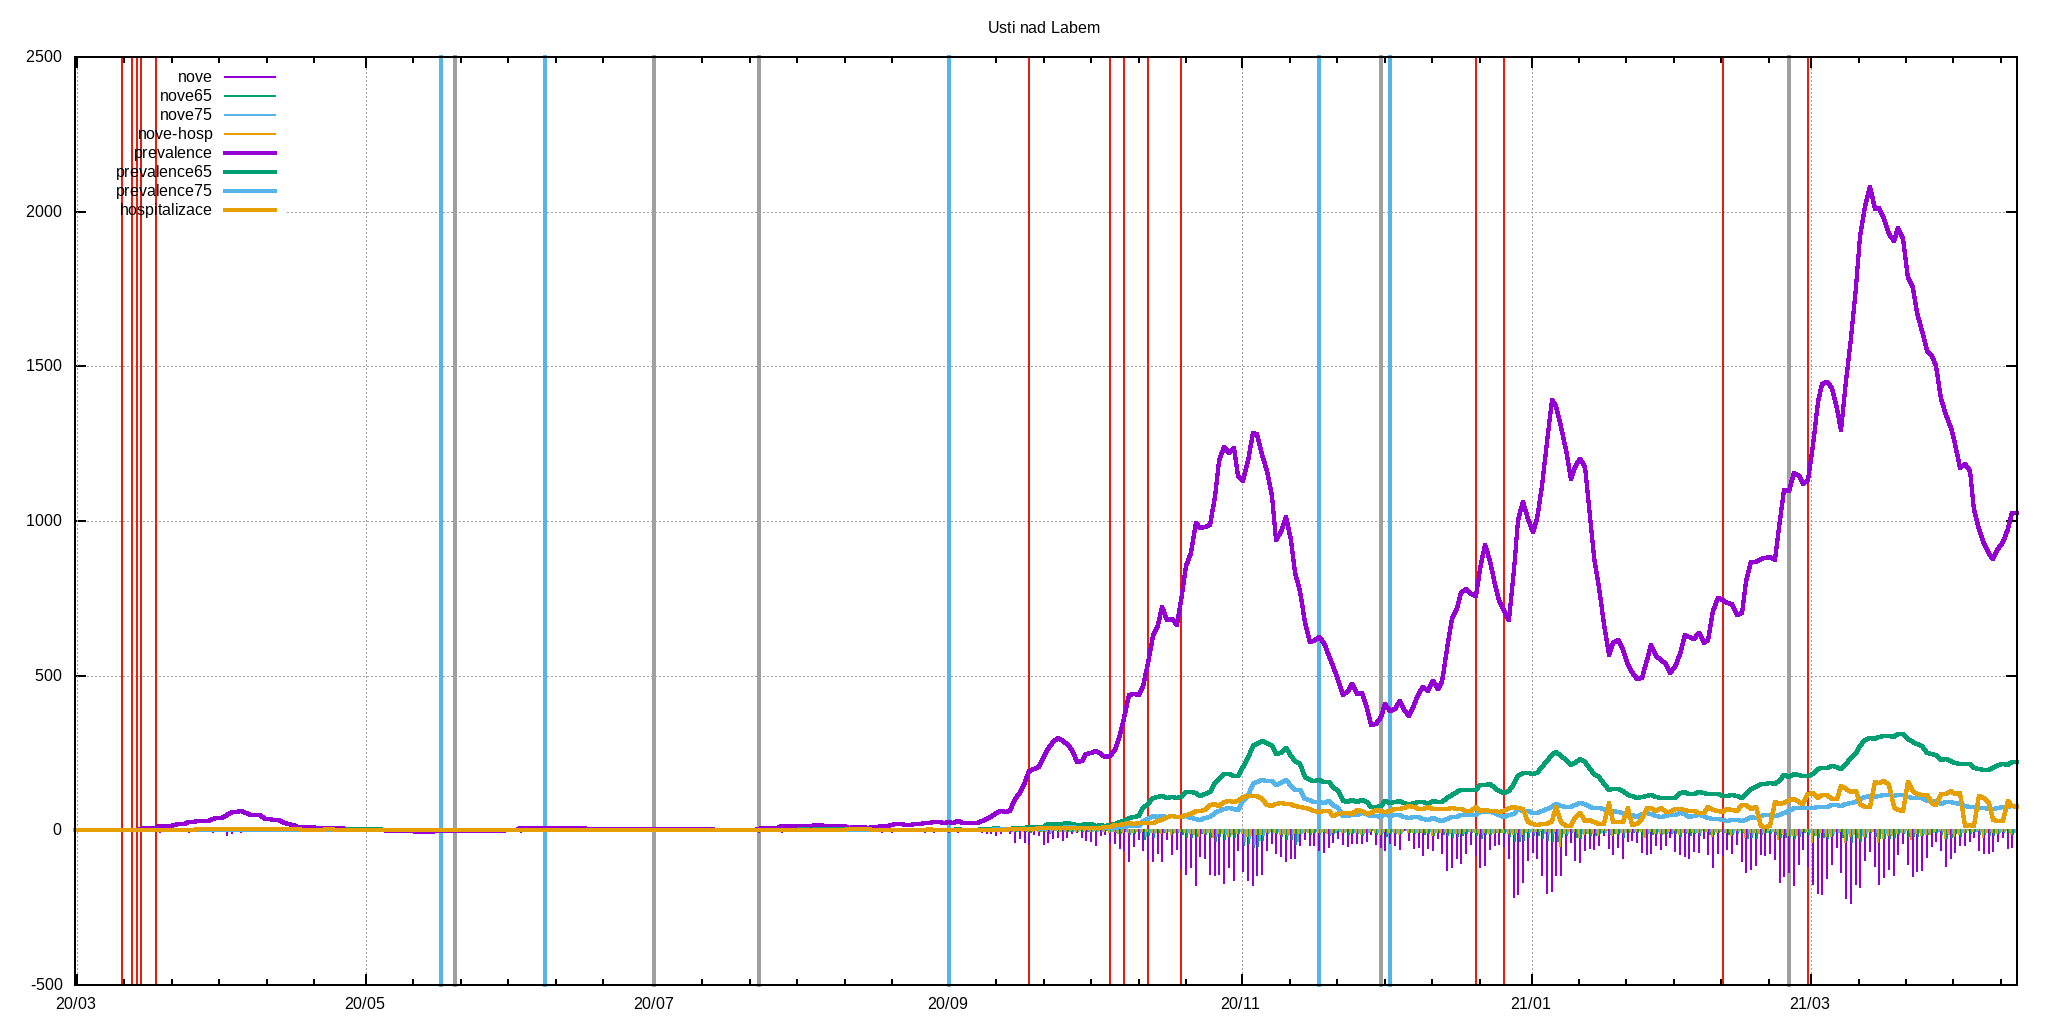 Usti nad Labem
2500
2000
1500
1000
500
0
-500
nove
nove65
nove75
nove-hosp
prevalence
prevalence65
prevalence75
hospitalizace
20/03
20/05
20/07
20/09
20/11
21/01
21/03